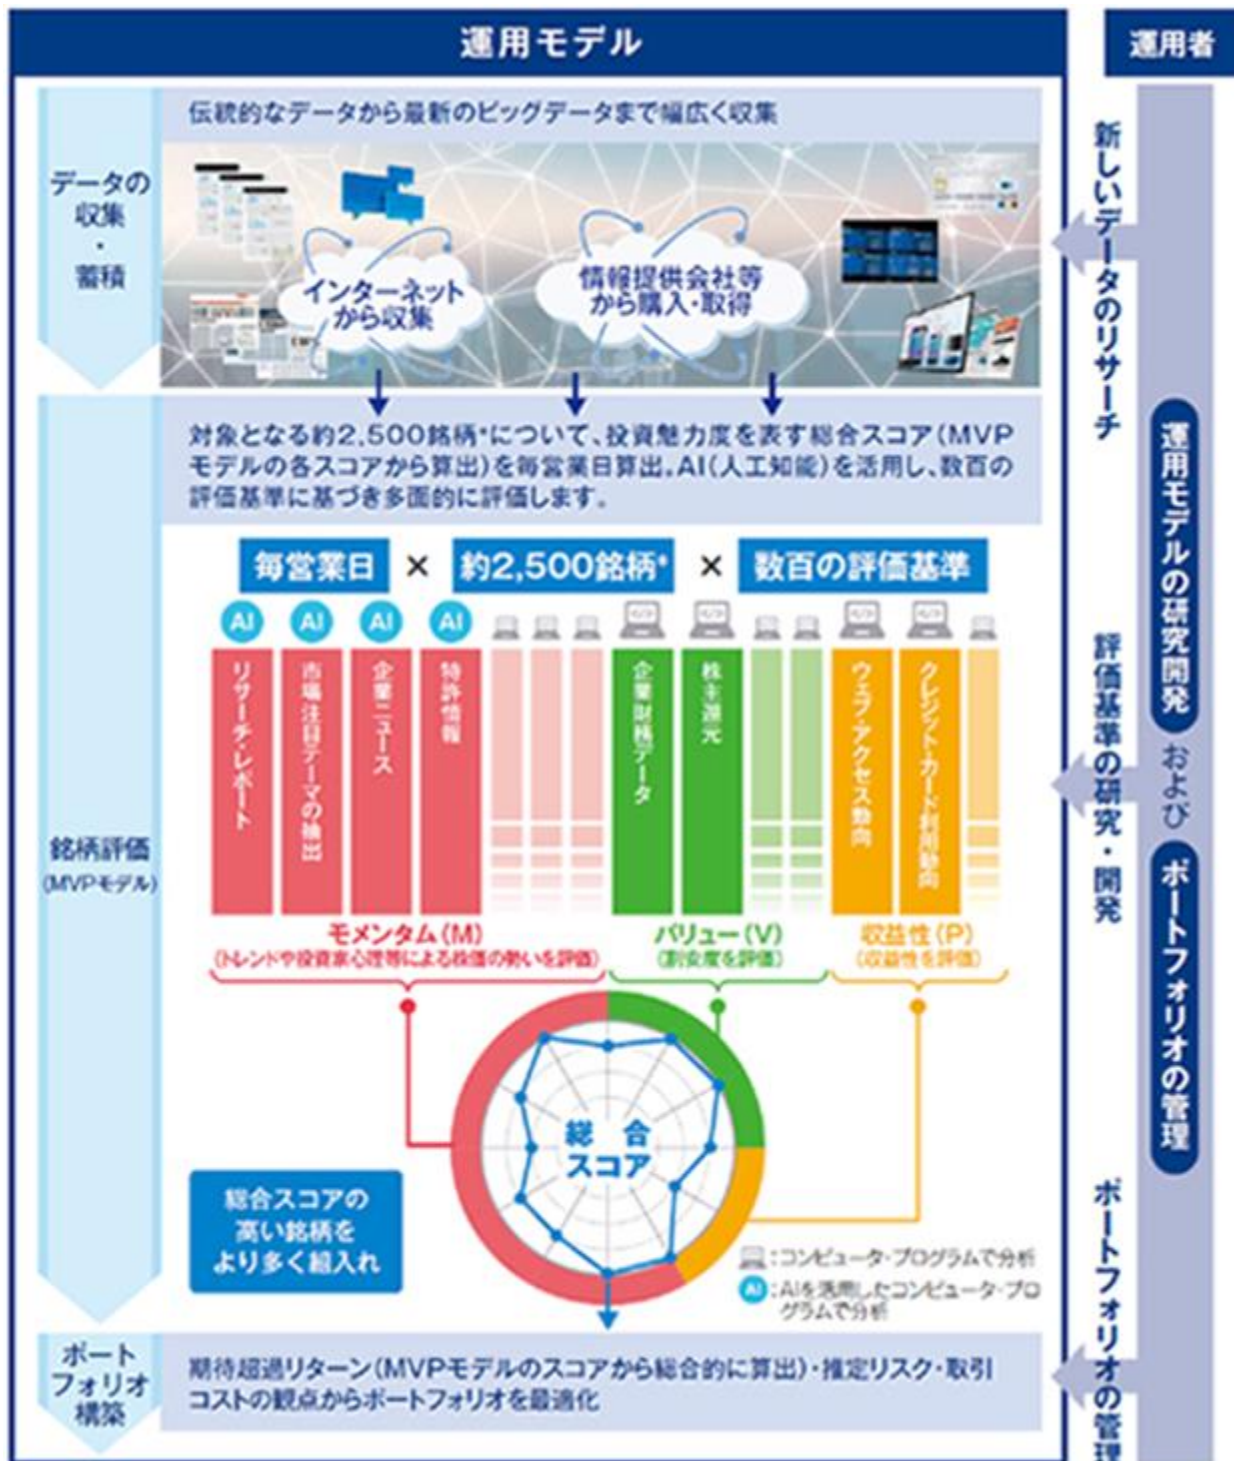 運用モデル
運用者
データの
収集
・
蓄積
伝統的なデータから最新のビッグデータまで幅広く収集
インターネット
から収集
情報提供会社等
から購入・取得
新しいデータのリサーチ
銘柄評価
(MVPモデル)
対象となる約2,500銘柄*について、投資魅力度を表す総合スコア(MVP
モデルの各スコアから算出)を毎営業日算出。AI(人工知能)を活用し、数百の
評価基準に基づき多面的に評価します。
毎営業日 × 約2,500銘柄* × 数百の評価基準
AI
AI
AI
AI
リサーチ・レポート
市場注目テーマの抽出
企業ニュース
特許情報
企業財務データ
株主還元
ウェブ・アクセス動向
クレジット・カード利用動向
モメンタム(M)
(トレンドや投資家心理等による株価の勢いを評価)
バリュー(V)
(割安度を評価)
収益性(P)
(収益性を評価)
評価基準の研究・開発
運用モデルの研究開発
および
ポートフォリオの管理
総合
スコア
総合スコアの
高い銘柄を
より多く組入れ
:コンピュータ・プログラムで分析
AI:AIを活用したコンピュータ・プロ
グラムで分析
ポート
フォリオ
構築
期待超過リターン(MVPモデルのスコアから総合的に算出)・推定リスク・取引
コストの観点からポートフォリオを最適化
ポートフォリオの管理